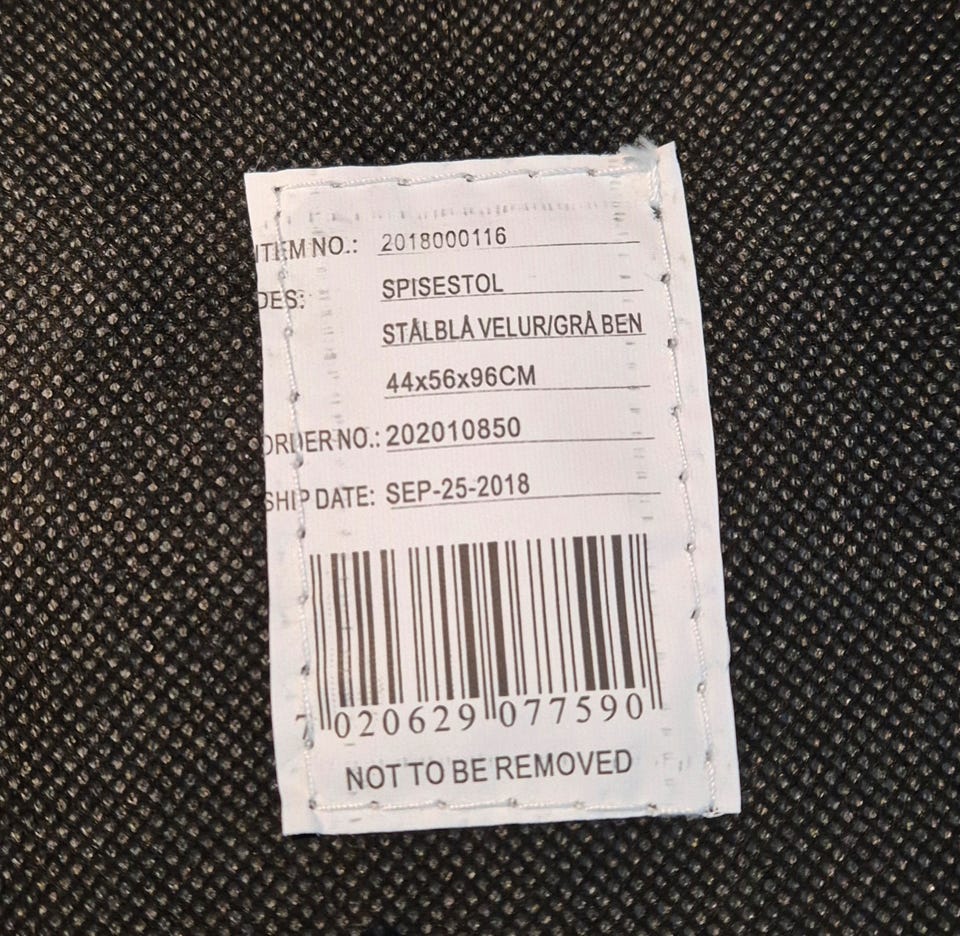 ITEM NO.: 2018000116
DES: SPISESTOL
STÅLBLÅ VELUR/GRÅ BEN
44x56x96CM
ORDER NO.: 202010850
SHIP DATE: SEP-25-2018
7 020629 077590
NOT TO BE REMOVED